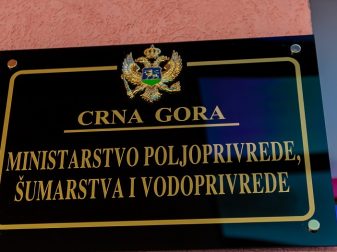 CRNA GORA
MINISTARSTVO POLJOPRIVREDE,
ŠUMARSTVA I VODOPRIVREDE